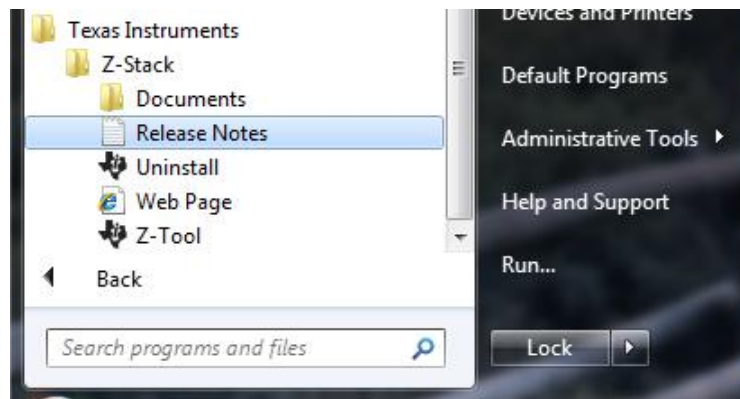 Texas Instruments
Z-Stack
Documents
Release Notes
Uninstall
Web Page
Z-Tool
Back
Search programs and files
Devices and Printers
Default Programs
Administrative Tools
Help and Support
Run...
Lock